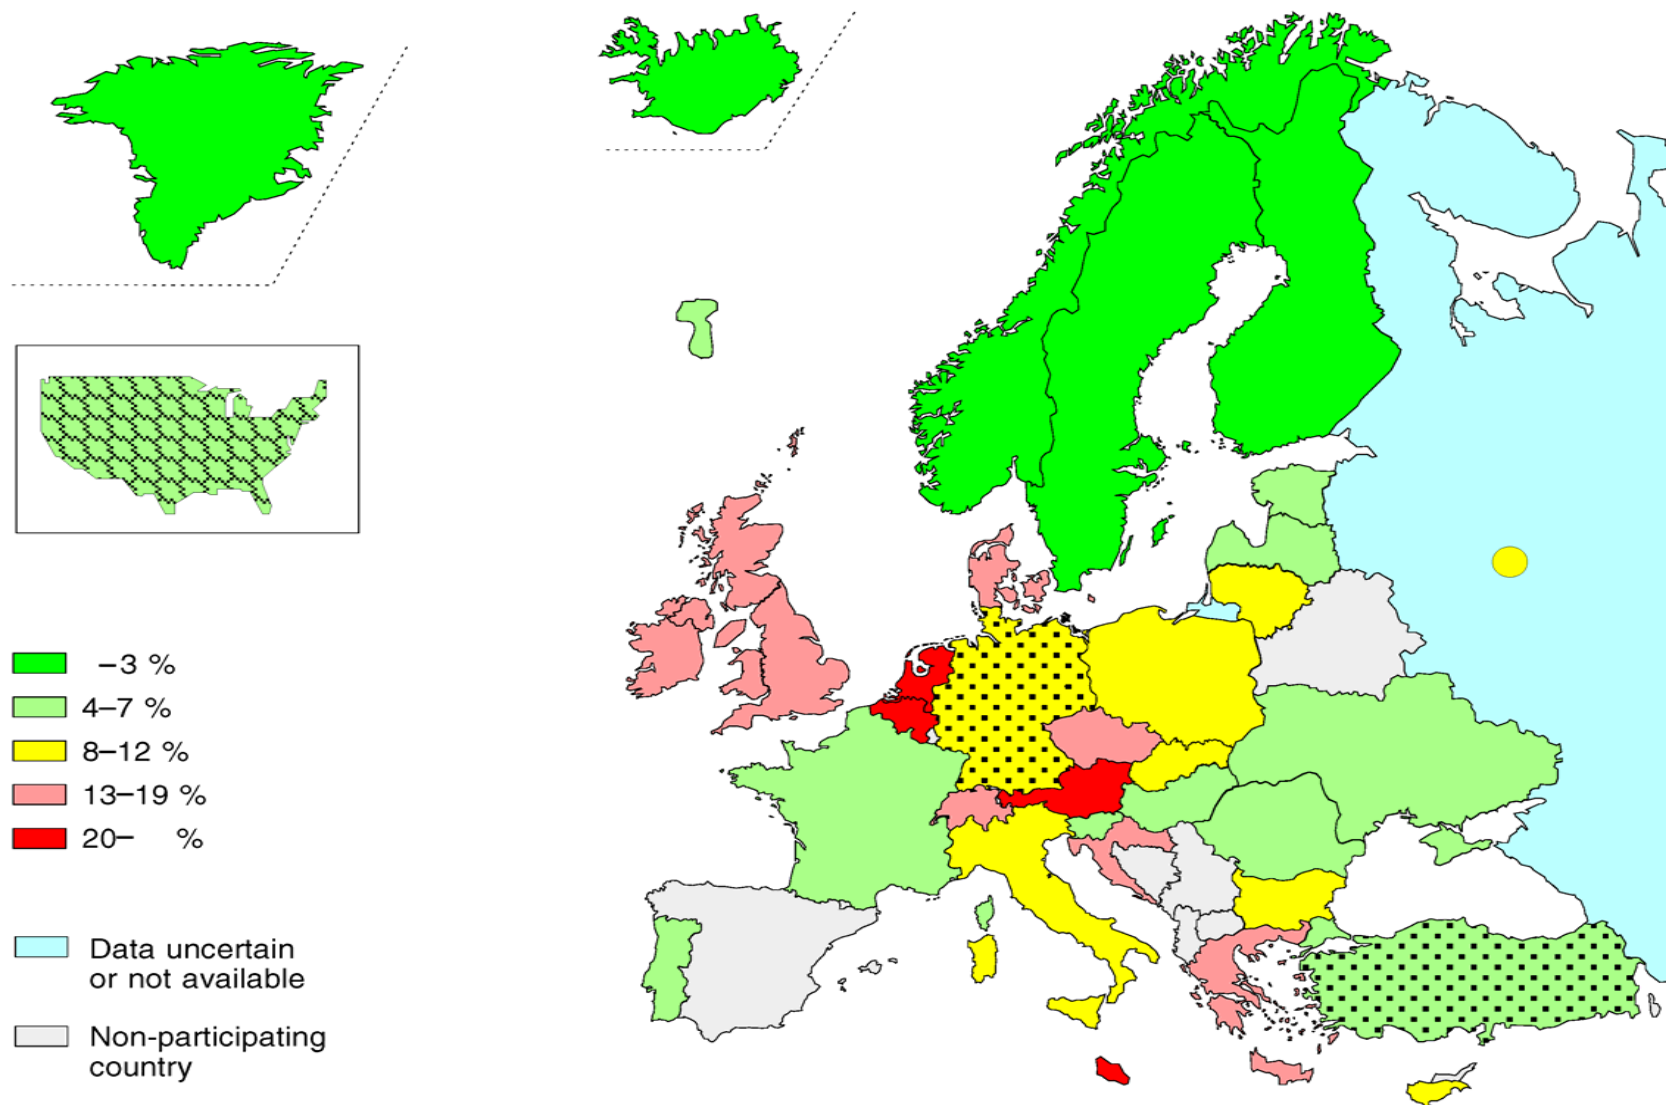 –3 %
4–7 %
8–12 %
13–19 %
20– %
Data uncertain
or not available
Non-participating
country